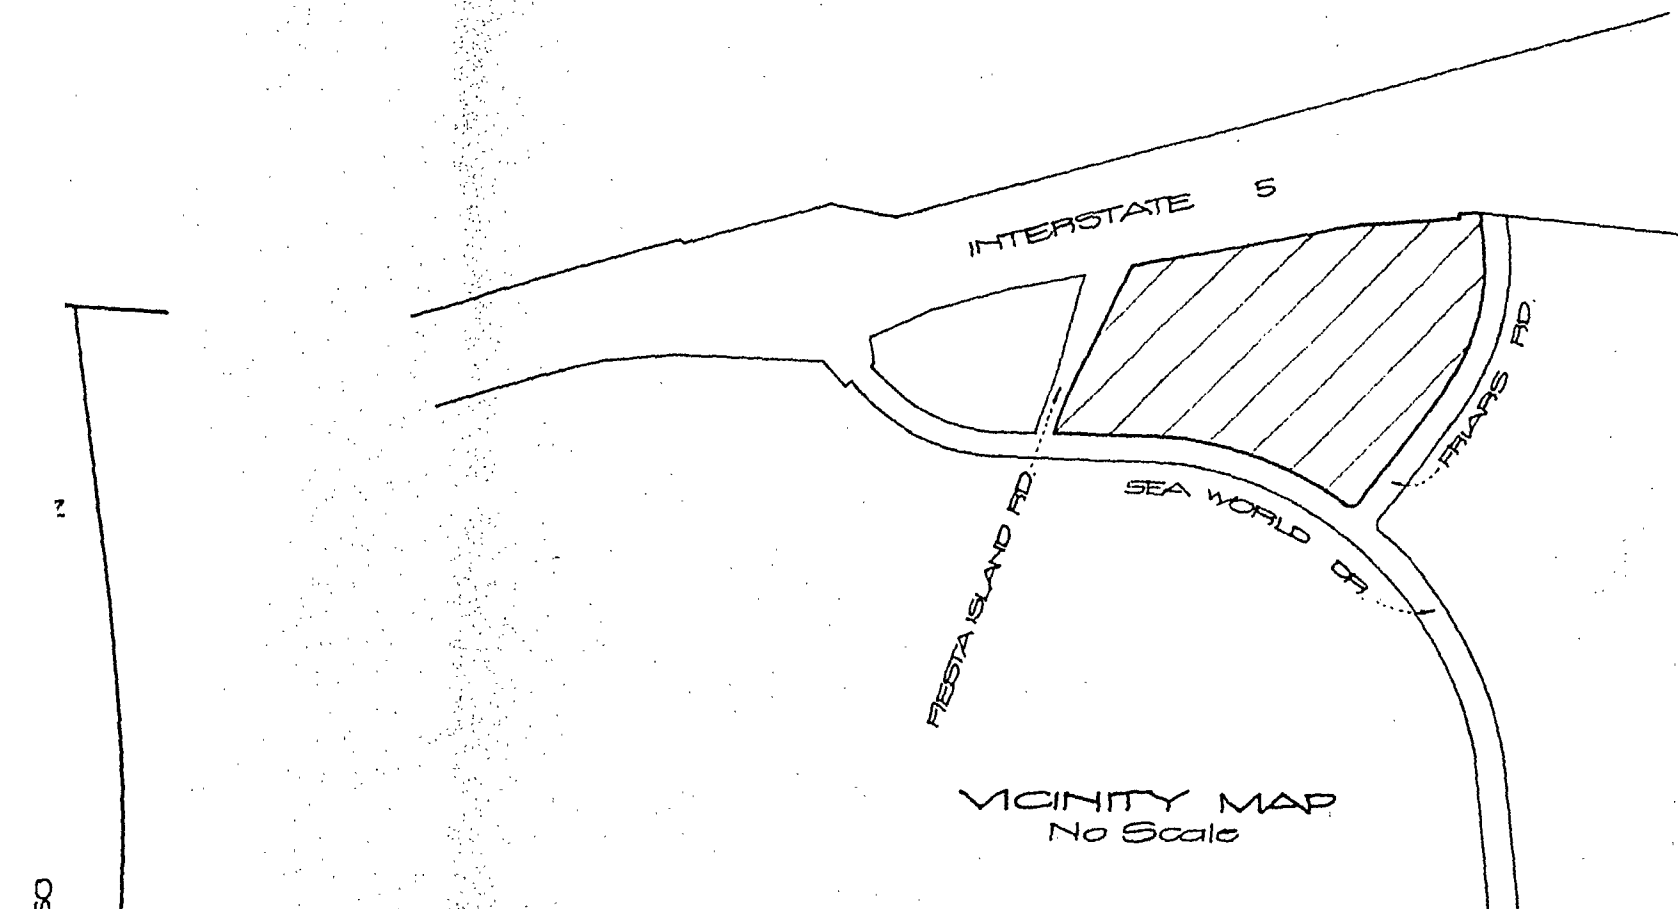 INTERSTATE 5
FRIARS RD.
SEA WORLD DR.
FIESTA ISLAND RD.
VICINITY MAP
No Scale